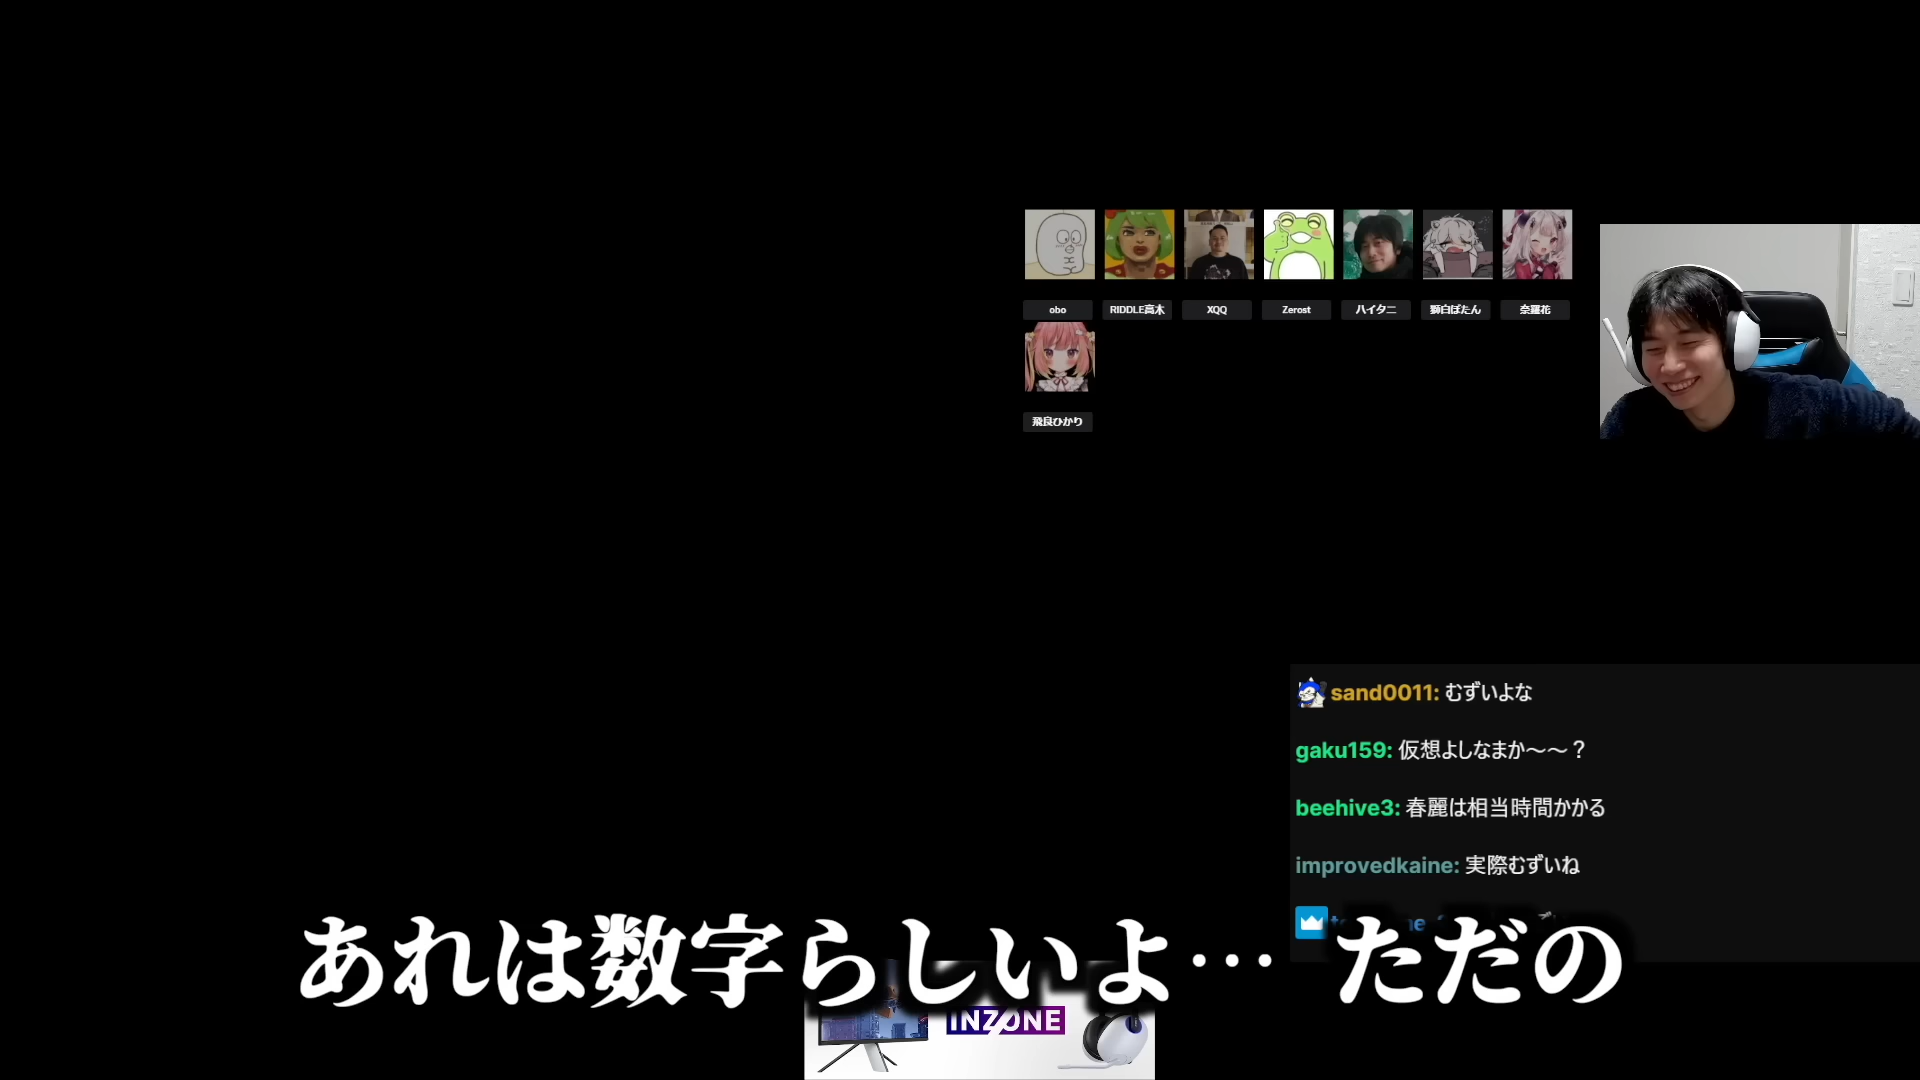 obo
RIDDLE高木
XQQ
Zerost
ハイタニ
獅白ぼたん
奈羅花
飛良ひかり
sand0011: むずいよな
gaku159: 仮想よしなまか～～？
beehive3: 春麗は相当時間かかる
improvedkaine: 実際むずいね
あれは数字らしいよ… ただの
INZONE